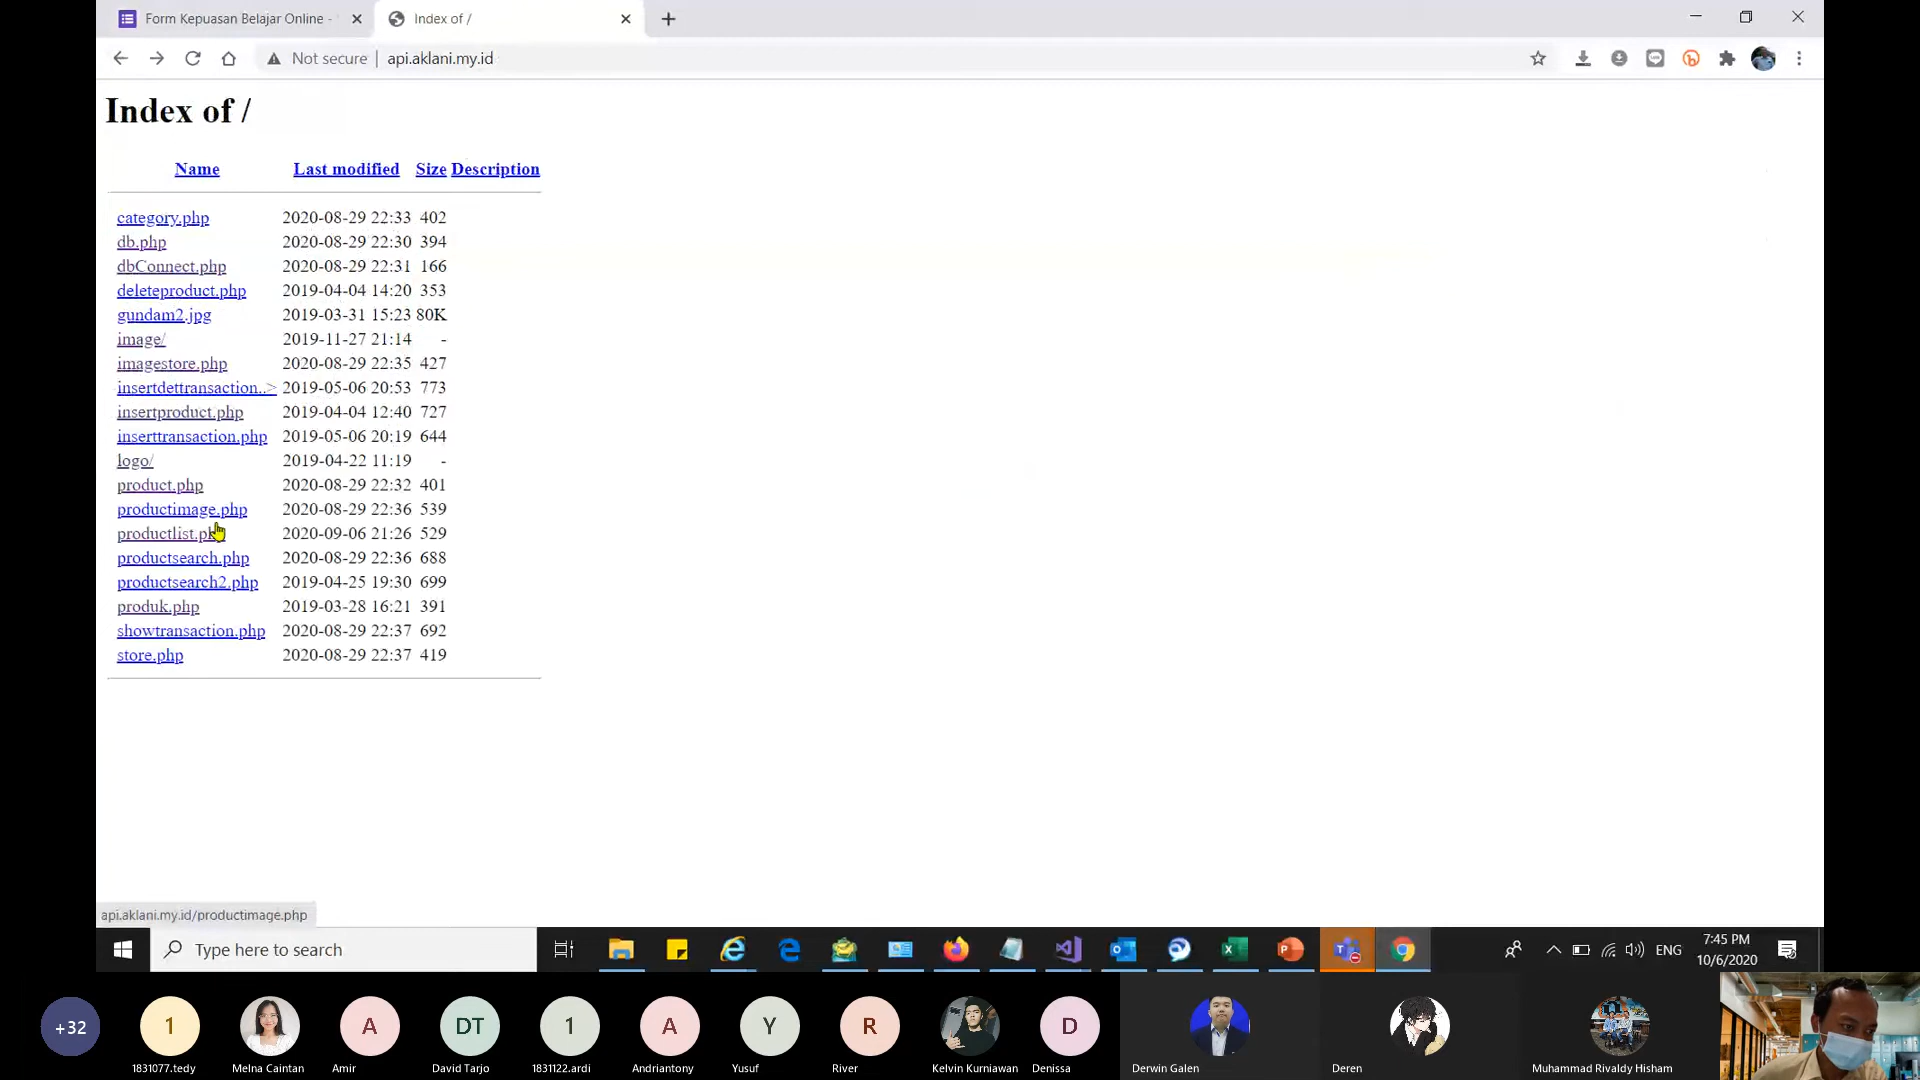 Form Kepuasan Belajar Online -
Index of /
Not secure
api.aklani.my.id
Index of /
Name Last modified Size Description
category.php 2020-08-29 22:33 402
db.php 2020-08-29 22:30 394
dbConnect.php 2020-08-29 22:31 166
deleteproduct.php 2019-04-04 14:20 353
gundam2.jpg 2019-03-31 15:23 80K
image/ 2019-11-27 21:14 -
imagestore.php 2020-08-29 22:35 427
insertdettransaction..> 2019-05-06 20:53 773
insertproduct.php 2019-04-04 12:40 727
inserttransaction.php 2019-05-06 20:19 644
logo/ 2019-04-22 11:19 -
product.php 2020-08-29 22:32 401
productimage.php 2020-08-29 22:36 539
productlist.php 2020-09-06 21:26 529
productsearch.php 2020-08-29 22:36 688
productsearch2.php 2019-04-25 19:30 699
produk.php 2019-03-28 16:21 391
showtransaction.php 2020-08-29 22:37 692
store.php 2020-08-29 22:37 419
api.aklani.my.id/productimage.php
Type here to search
ENG
7:45 PM
10/6/2020
+32
1
A
DT
1
A
Y
R
D
1831077.tedy
Melna Caintan
Amir
David Tarjo
1831122.ardi
Andriantony
Yusuf
River
Kelvin Kurniawan
Denissa
Derwin Galen
Deren
Muhammad Rivaldy Hisham